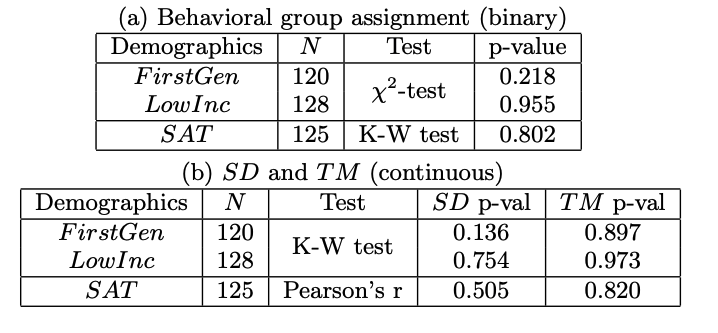 (a) Behavioral group assignment (binary)
Demographics N Test p-value
FirstGen 120 χ²-test 0.218
LowInc 128 0.955
SAT 125 K-W test 0.802
(b) SD and TM (continuous)
Demographics N Test SD p-val TM p-val
FirstGen 120 K-W test 0.136 0.897
LowInc 128 0.754 0.973
SAT 125 Pearson's r 0.505 0.820